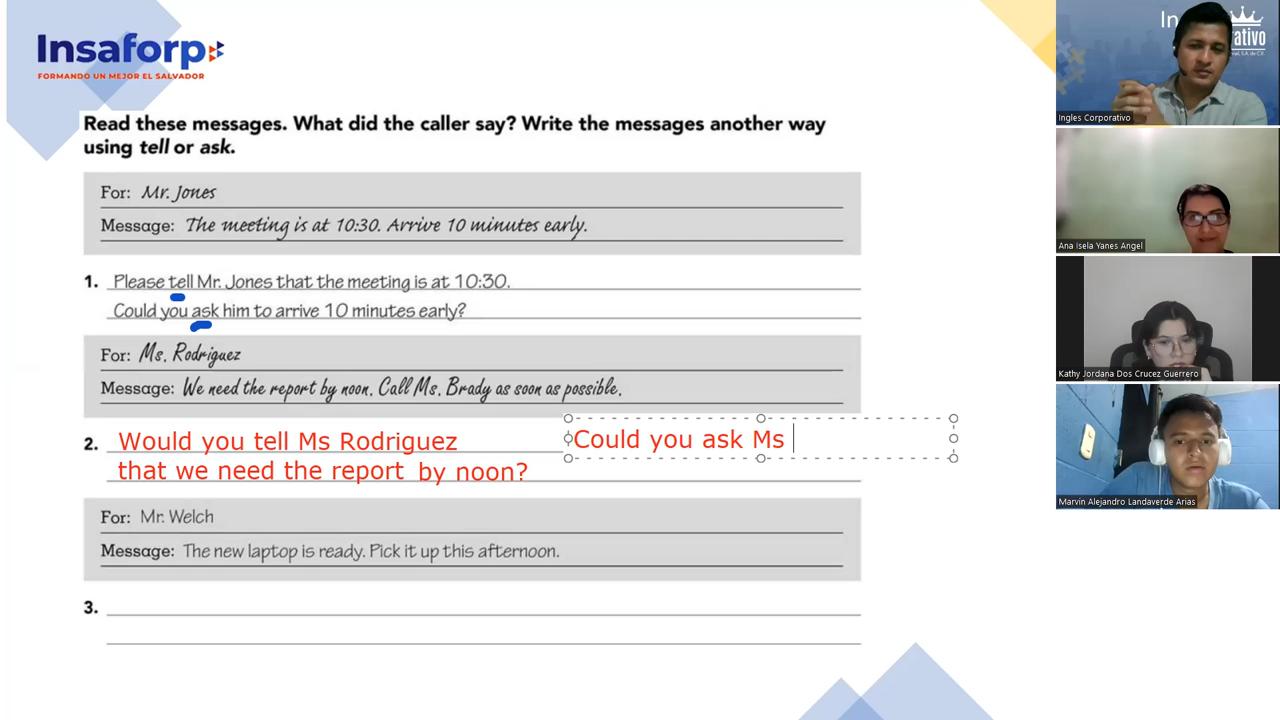 Insaforp
FORMANDO UN MEJOR EL SALVADOR
Read these messages. What did the caller say? Write the messages another way
using tell or ask.
For: Mr. Jones
Message: The meeting is at 10:30. Arrive 10 minutes early.
1. Please tell Mr. Jones that the meeting is at 10:30.
Could you ask him to arrive 10 minutes early?
For: Ms. Rodriguez
Message: We need the report by noon. Call Ms. Brady as soon as possible.
2. Would you tell Ms Rodriguez
that we need the report by noon?
Could you ask Ms
For: Mr. Welch
Message: The new laptop is ready. Pick it up this afternoon.
3.
Ingles Corporativo
Ana Isela Yanes Angel
Kathy Jordana Dos Crucez Guerrero
Marvin Alejandro Landaverde Arias